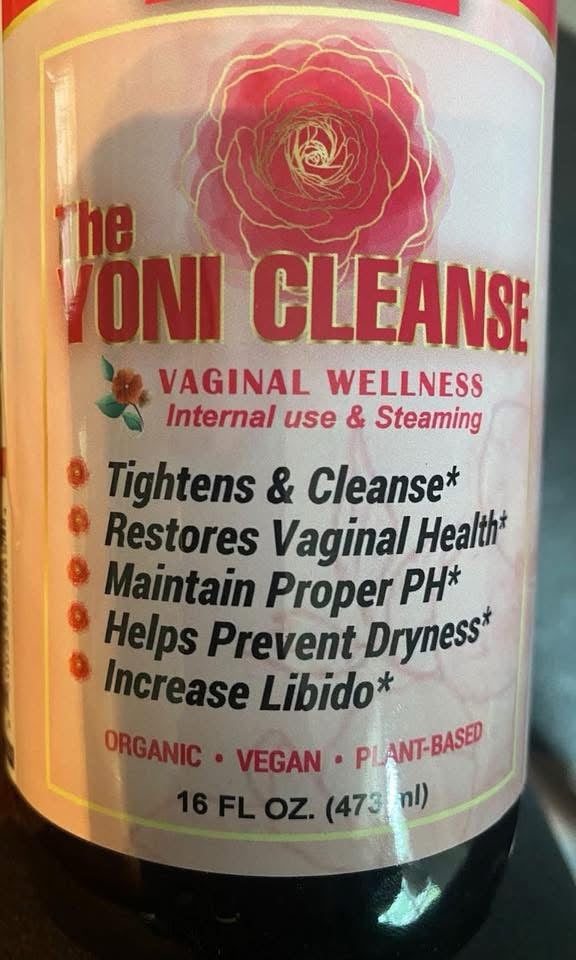 The
YONI CLEANSE
VAGINAL WELLNESS
Internal use & Steaming
Tightens & Cleanse*
Restores Vaginal Health*
Maintain Proper PH*
Helps Prevent Dryness*
Increase Libido*
ORGANIC • VEGAN • PLANT-BASED
16 FL OZ. (473 ml)